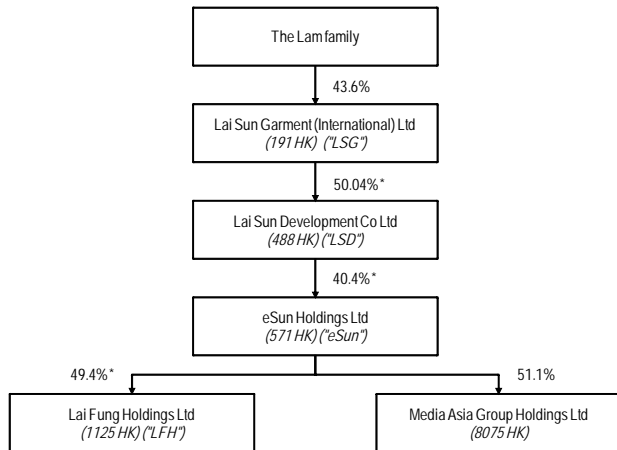 The Lam family
43.6%
Lai Sun Garment (International) Ltd
(191 HK) ("LSG")
50.04% *
Lai Sun Development Co Ltd
(488 HK) ("LSD")
40.4% *
eSun Holdings Ltd
(571 HK) ("eSun")
49.4% *
51.1%
Lai Fung Holdings Ltd
(1125 HK) ("LFH")
Media Asia Group Holdings Ltd
(8075 HK)